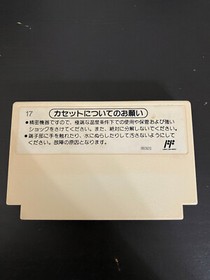 17
カセットについてのお願い
●精密機器ですので、極端な温度条件下での使用や保管および強い
ショックをさけてください。また、絶対に分解しないでください。
●端子部に手を触れたり、水にぬらしたりして汚さないようにして
ください。故障の原因となります。